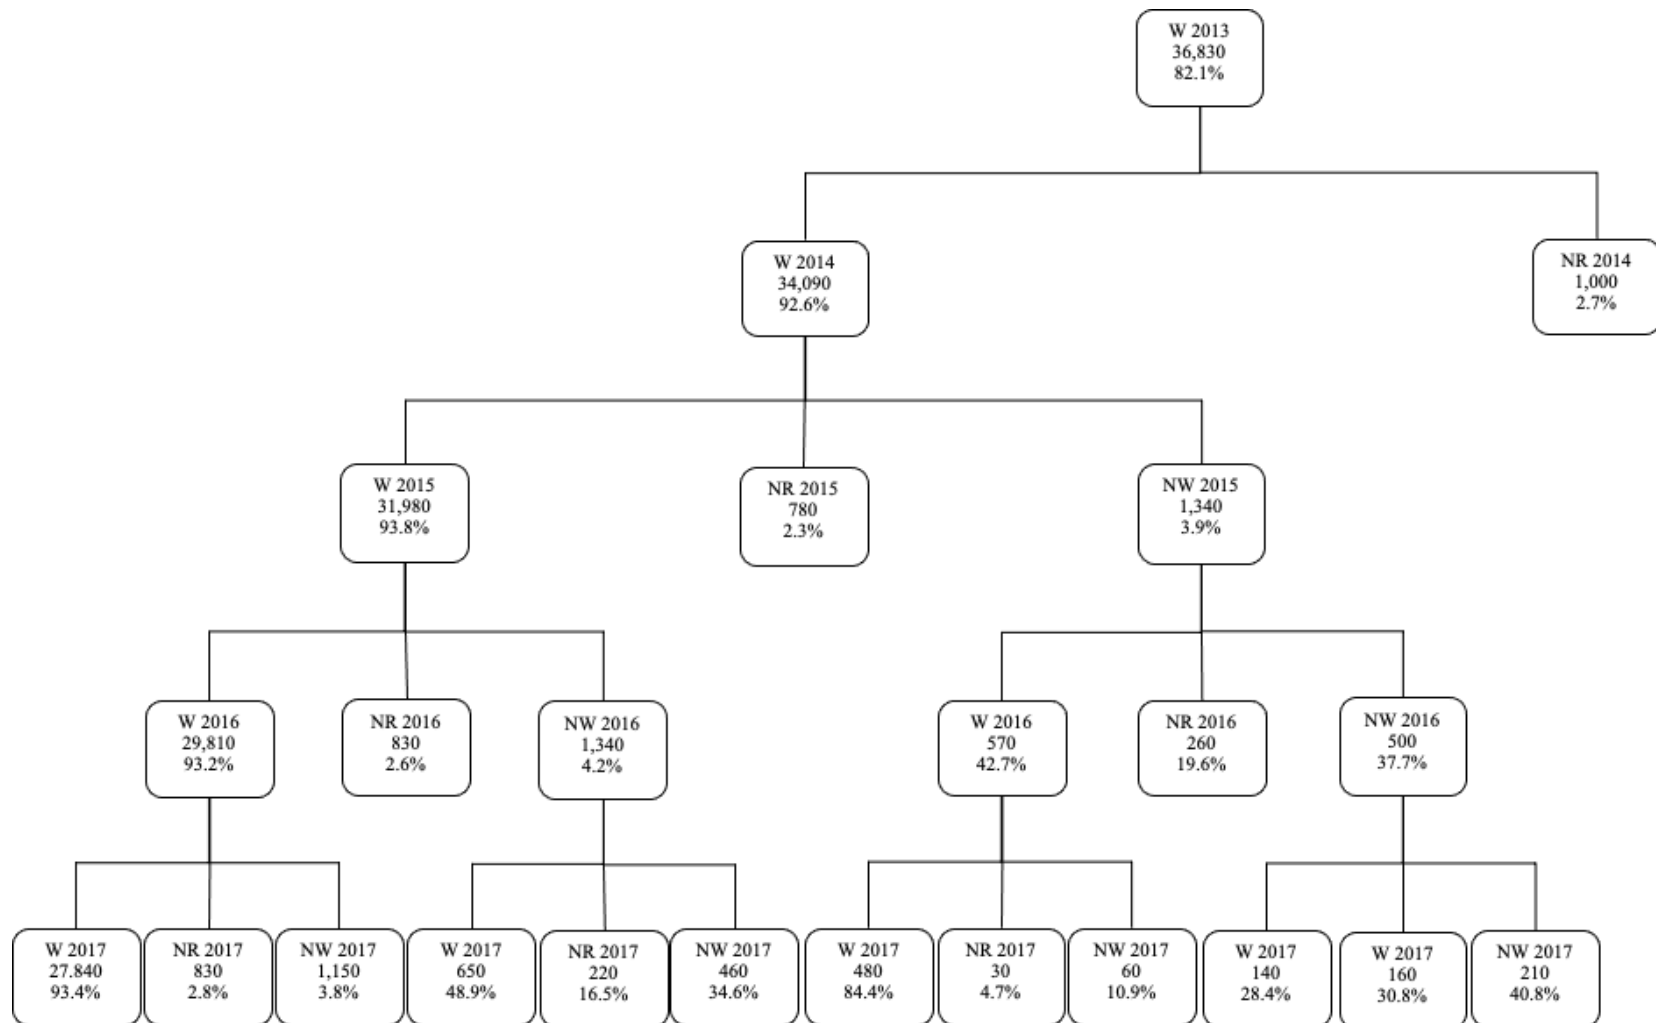 W 2013
36,830
82.1%
W 2014
34,090
92.6%
NR 2014
1,000
2.7%
W 2015
31,980
93.8%
NR 2015
780
2.3%
NW 2015
1,340
3.9%
W 2016
29,810
93.2%
NR 2016
830
2.6%
NW 2016
1,340
4.2%
W 2016
570
42.7%
NR 2016
260
19.6%
NW 2016
500
37.7%
W 2017
27.840
93.4%
NR 2017
830
2.8%
NW 2017
1,150
3.8%
W 2017
650
48.9%
NR 2017
220
16.5%
NW 2017
460
34.6%
W 2017
480
84.4%
NR 2017
30
4.7%
NW 2017
60
10.9%
W 2017
140
28.4%
W 2017
160
30.8%
NW 2017
210
40.8%